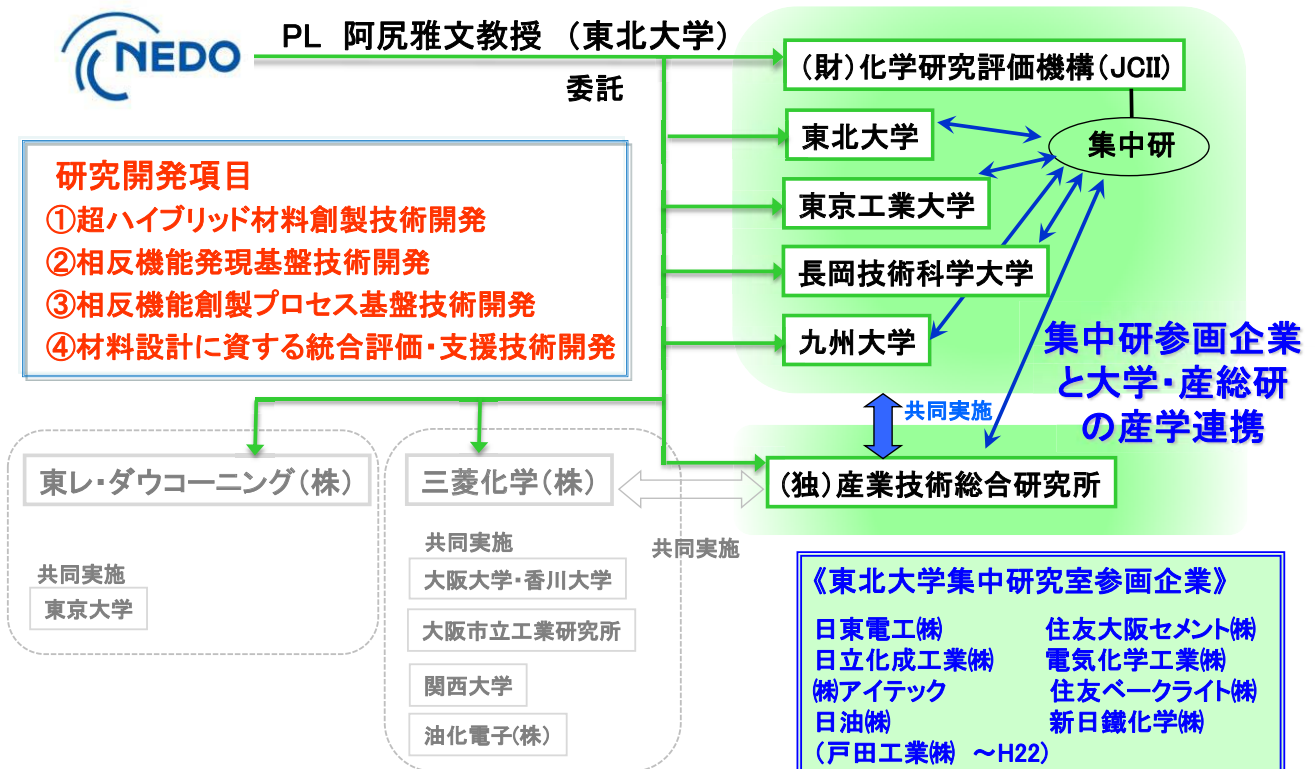 NEDO
PL 阿尻雅文教授 （東北大学）
委託
（財）化学研究評価機構（JCII）
東北大学
集中研
東京工業大学
長岡技術科学大学
九州大学
研究開発項目
①超ハイブリッド材料創製技術開発
②相反機能発現基盤技術開発
③相反機能創製プロセス基盤技術開発
④材料設計に資する統合評価・支援技術開発
集中研参画企業
と大学・産総研
の産学連携
共同実施
（独）産業技術総合研究所
東レ・ダウコーニング（株）
共同実施
東京大学
三菱化学（株）
共同実施
共同実施
大阪大学・香川大学
大阪市立工業研究所
関西大学
油化電子（株）
《東北大学集中研究室参画企業》
日東電工㈱ 住友大阪セメント㈱
日立化成工業㈱ 電気化学工業㈱
㈱アイテック 住友ベークライト㈱
日油㈱ 新日鐵化学㈱
（戸田工業㈱ ～H22）